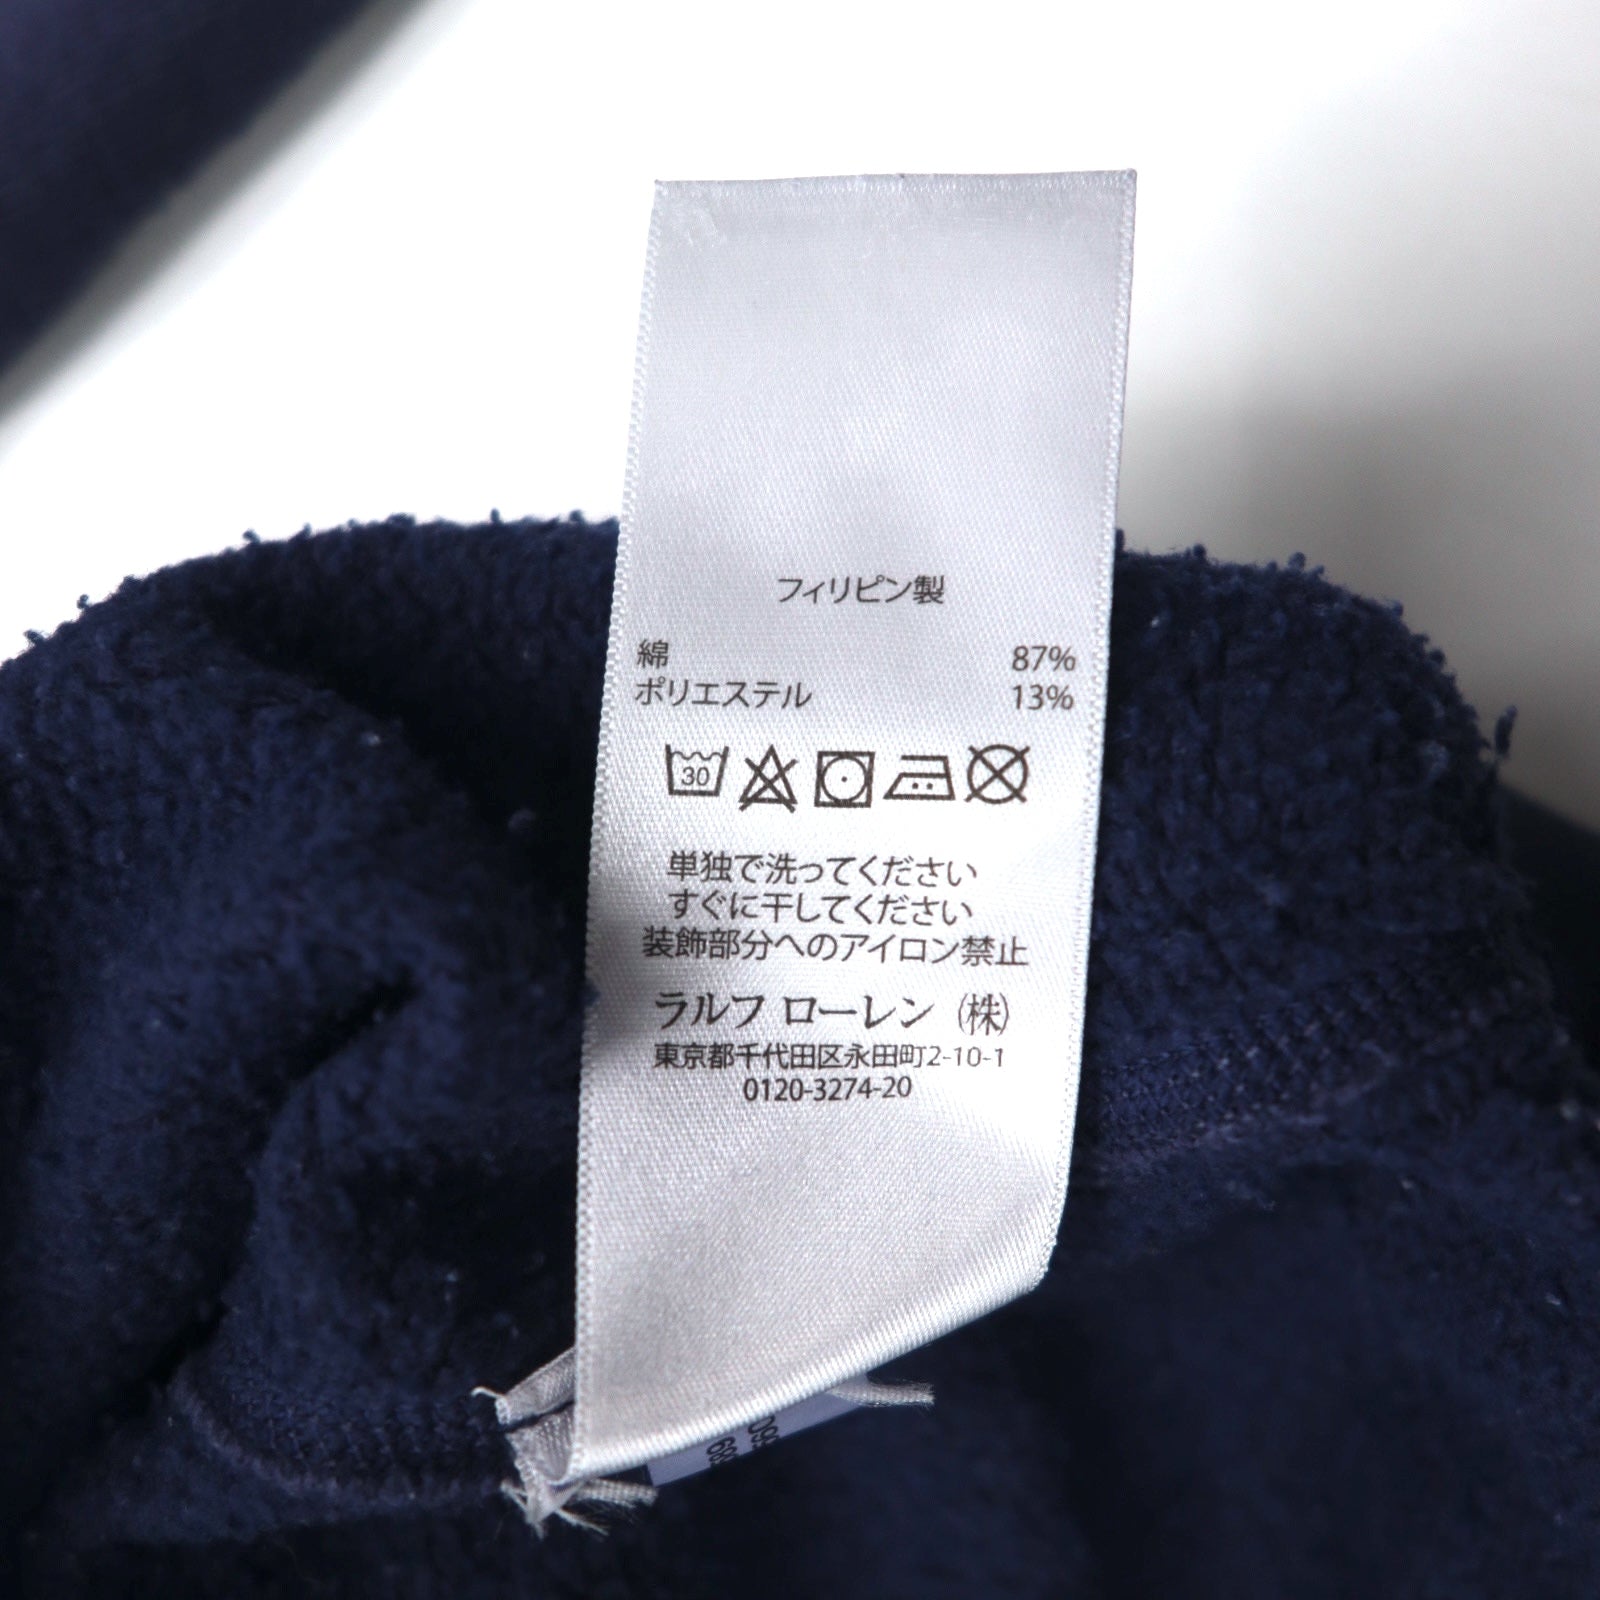 フィリピン製
綿 87%
ポリエステル 13%
30
単独で洗ってください
すぐに干してください
装飾部分へのアイロン禁止
ラルフ ローレン (株)
東京都千代田区永田町2-10-1
0120-3274-20